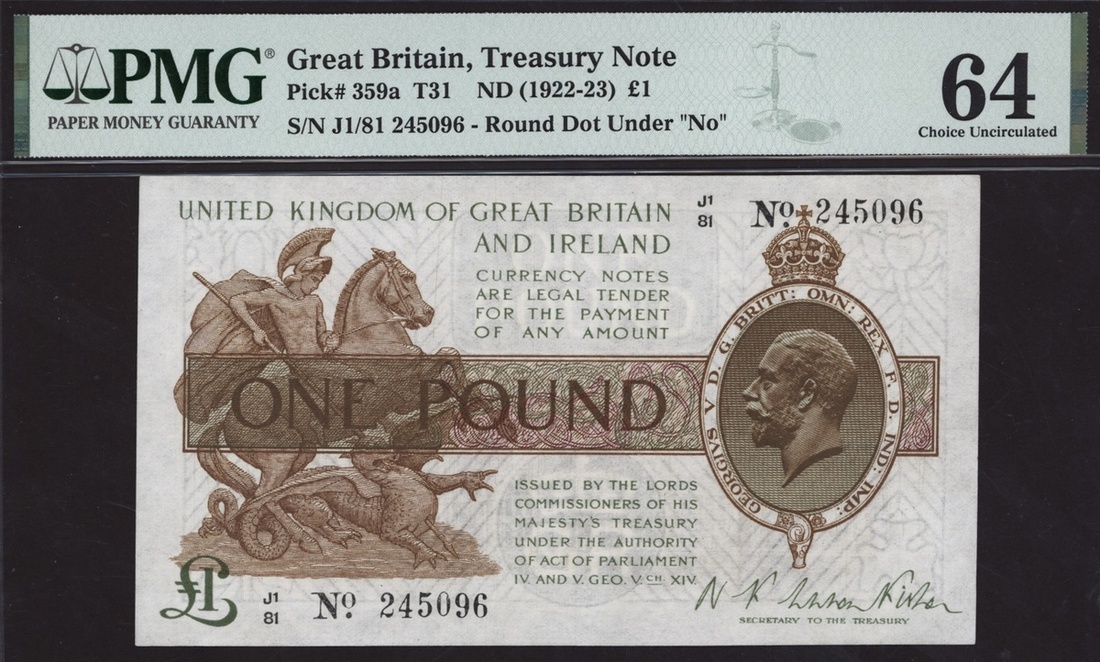 PMG®
PAPER MONEY GUARANTY
Great Britain, Treasury Note
Pick# 359a T31 ND (1922-23) £1
S/N J1/81 245096 - Round Dot Under "No"
64
Choice Uncirculated
UNITED KINGDOM OF GREAT BRITAIN
AND IRELAND
J1
81
No. 245096
CURRENCY NOTES
ARE LEGAL TENDER
FOR THE PAYMENT
OF ANY AMOUNT
ONE POUND
GEORGIVS V D. G. BRITT: OMN: REX F. D. IND: IMP:
ISSUED BY THE LORDS
COMMISSIONERS OF HIS
MAJESTY'S TREASURY
UNDER THE AUTHORITY
OF ACT OF PARLIAMENT
IV. AND V. GEO. V. CH. XIV.
£1
J1
81
No. 245096
SECRETARY TO THE TREASURY